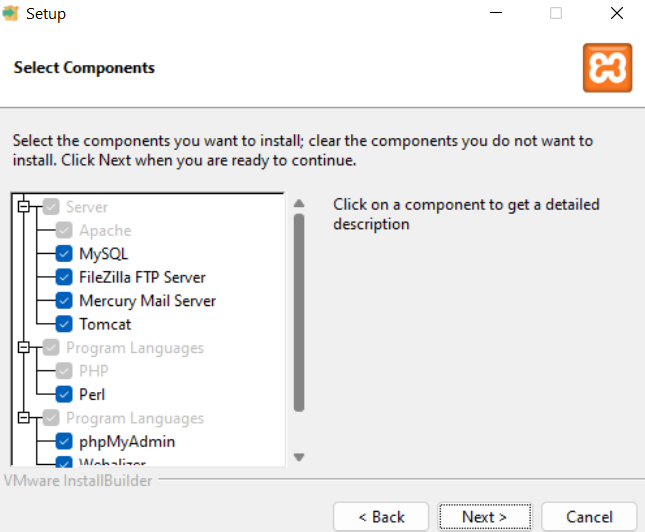 Setup
Select Components
Select the components you want to install; clear the components you do not want to
install. Click Next when you are ready to continue.
Server
Apache
MySQL
FileZilla FTP Server
Mercury Mail Server
Tomcat
Program Languages
PHP
Perl
Program Languages
phpMyAdmin
Webalizer
Click on a component to get a detailed
description
VMware InstallBuilder
< Back
Next >
Cancel